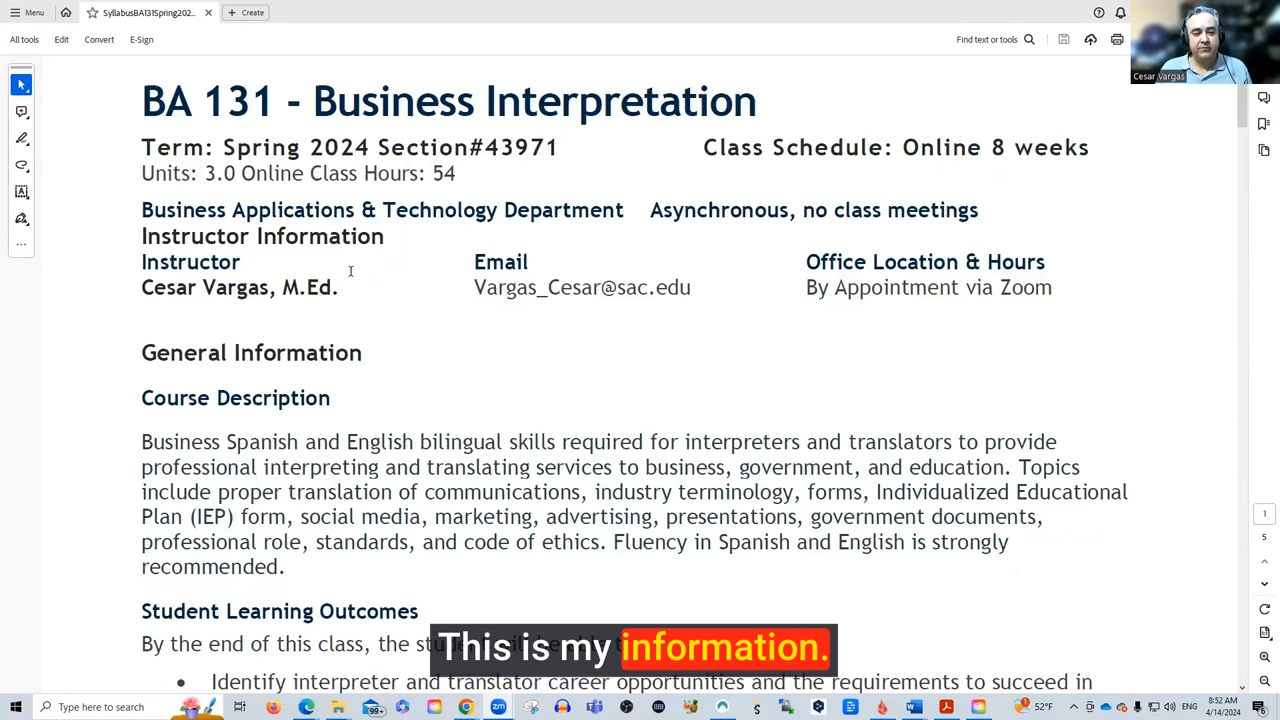 Menu
SyllabusBA131Spring202...
Create
All tools
Edit
Convert
E-Sign
Find text or tools
Cesar Vargas
BA 131 - Business Interpretation
Term: Spring 2024 Section#43971
Class Schedule: Online 8 weeks
Units: 3.0 Online Class Hours: 54
Business Applications & Technology Department
Asynchronous, no class meetings
Instructor Information
Instructor
Email
Office Location & Hours
Cesar Vargas, M.Ed.
Vargas_Cesar@sac.edu
By Appointment via Zoom
General Information
Course Description
Business Spanish and English bilingual skills required for interpreters and translators to provide
professional interpreting and translating services to business, government, and education. Topics
include proper translation of communications, industry terminology, forms, Individualized Educational
Plan (IEP) form, social media, marketing, advertising, presentations, government documents,
professional role, standards, and code of ethics. Fluency in Spanish and English is strongly
recommended.
Student Learning Outcomes
By the end of this class, the
This is my information.
Identify interpreter and translator career opportunities and the requirements to succeed in
1
5
Type here to search
99+
52°F
8:52 AM
4/14/2024